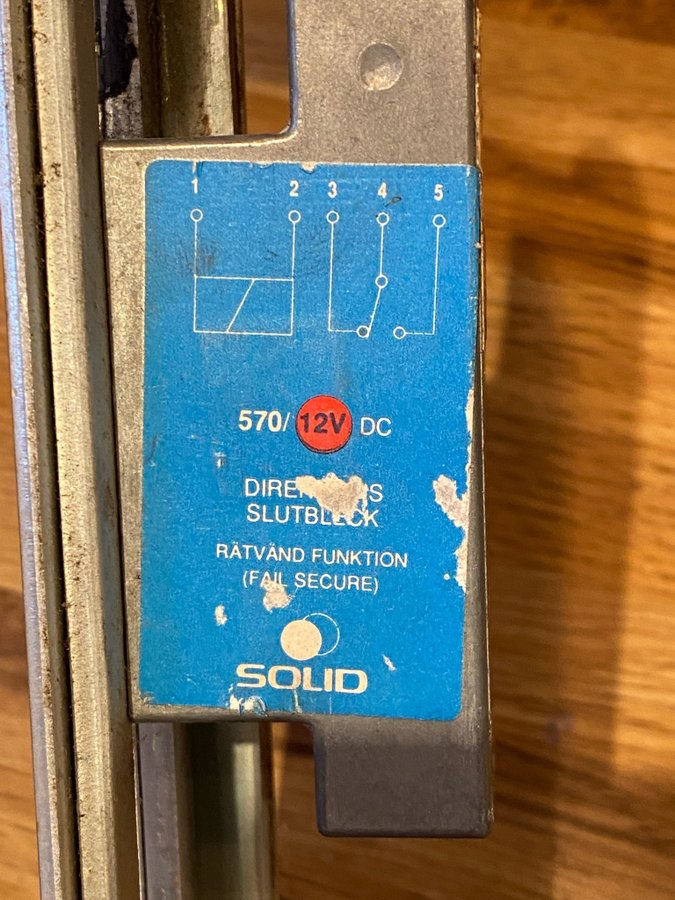 1 2 3 4 5
570/ 12V DC
SLUTBLECK
RÄTVÄND FUNKTION
(FAIL SECURE)
SOLID